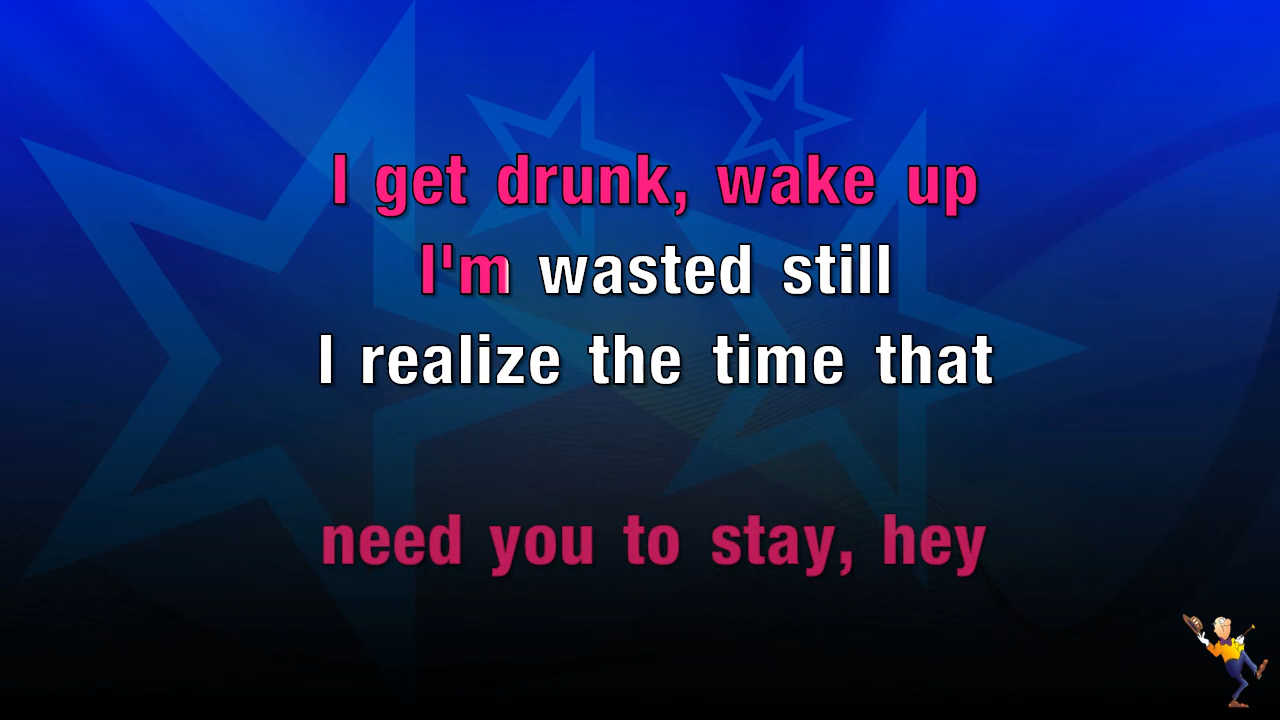 I get drunk, wake up
I'm wasted still
I realize the time that
need you to stay, hey